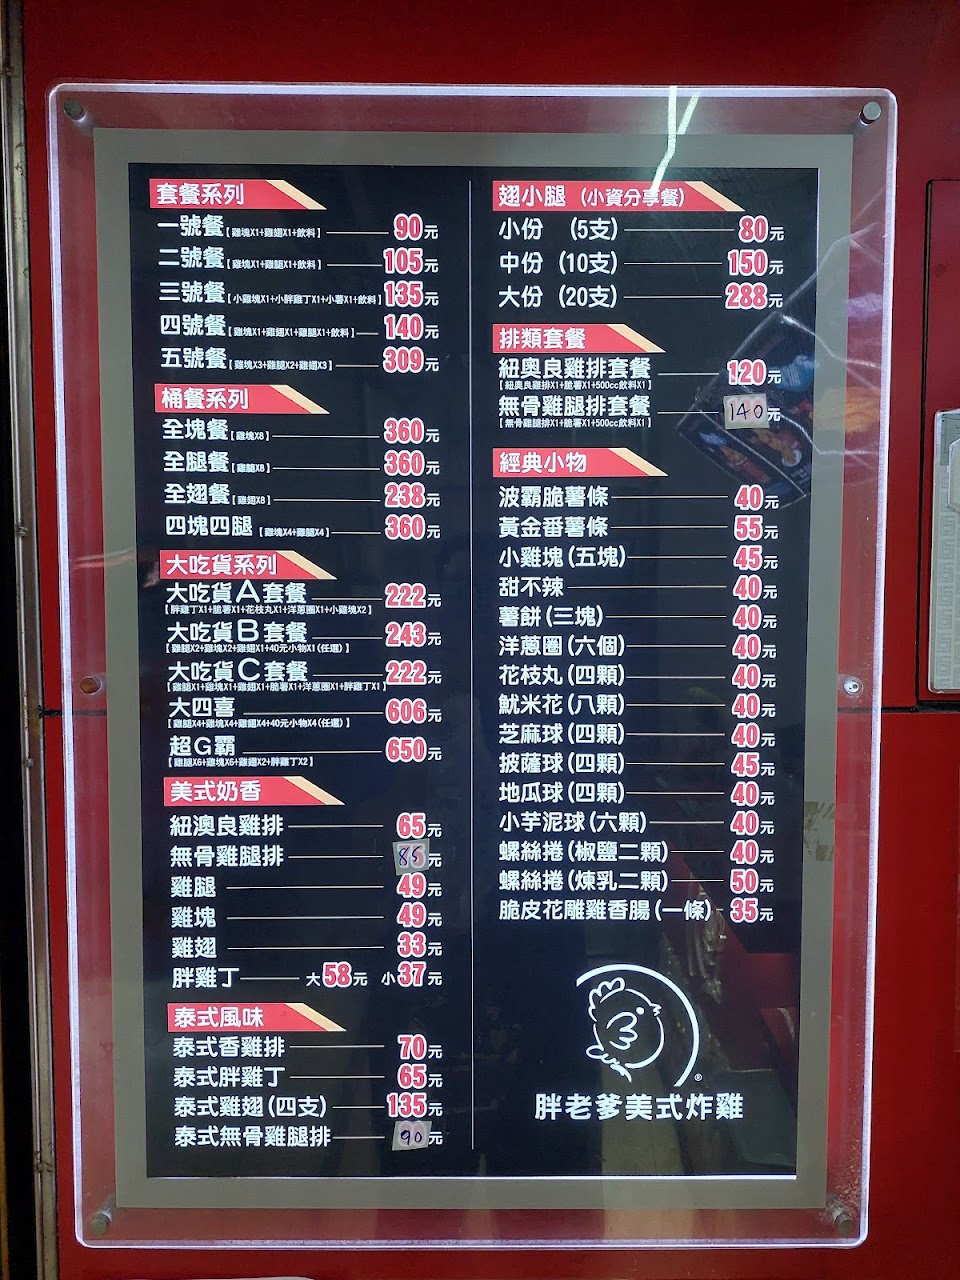 套餐系列
一號餐【雞塊X1+雞翅X1+飲料】 90元
二號餐【雞塊X1+雞腿X1+飲料】 105元
三號餐【小雞塊X1+小胖雞丁X1+小薯X1+飲料】 135元
四號餐【雞塊X1+雞翅X1+雞腿X1+飲料】 140元
五號餐【雞塊X3+雞腿X2+雞翅X3】 309元
桶餐系列
全塊餐【雞塊X8】 360元
全腿餐【雞腿X8】 360元
全翅餐【雞翅X8】 238元
四塊四腿【雞塊X4+雞腿X4】 360元
大吃貨系列
大吃貨A套餐 222元
【胖雞丁X1+脆薯X1+花枝丸X1+洋蔥圈X1+小雞塊X2】
大吃貨B套餐 243元
【雞腿X2+雞塊X2+雞翅X1+40元小物X1(任選)】
大吃貨C套餐 222元
【雞腿X1+雞塊X1+雞翅X1+脆薯X1+洋蔥圈X1+胖雞丁X1】
大四喜 606元
【雞腿X4+雞塊X4+雞翅X4+40元小物X4(任選)】
超G霸 650元
【雞腿X6+雞塊X6+雞翅X2+胖雞丁X2】
美式奶香
紐澳良雞排 65元
無骨雞腿排 85元
雞腿 49元
雞塊 49元
雞翅 33元
胖雞丁 大58元 小37元
泰式風味
泰式香雞排 70元
泰式胖雞丁 65元
泰式雞翅(四支) 135元
泰式無骨雞腿排 90元
翅小腿 (小資分享餐)
小份 (5支) 80元
中份 (10支) 150元
大份 (20支) 288元
排類套餐
紐奧良雞排套餐 120元
【紐奧良雞排X1+脆薯X1+500cc飲料X1】
無骨雞腿排套餐 140元
【無骨雞腿排X1+脆薯X1+500cc飲料X1】
經典小物
波霸脆薯條 40元
黃金番薯條 55元
小雞塊(五塊) 45元
甜不辣 40元
薯餅(三塊) 40元
洋蔥圈(六個) 40元
花枝丸(四顆) 40元
魷米花(八顆) 40元
芝麻球(四顆) 40元
披薩球(四顆) 45元
地瓜球(四顆) 40元
小芋泥球(六顆) 40元
螺絲捲(椒鹽二顆) 40元
螺絲捲(煉乳二顆) 50元
脆皮花雕雞香腸(一條) 35元
®
胖老爹美式炸雞